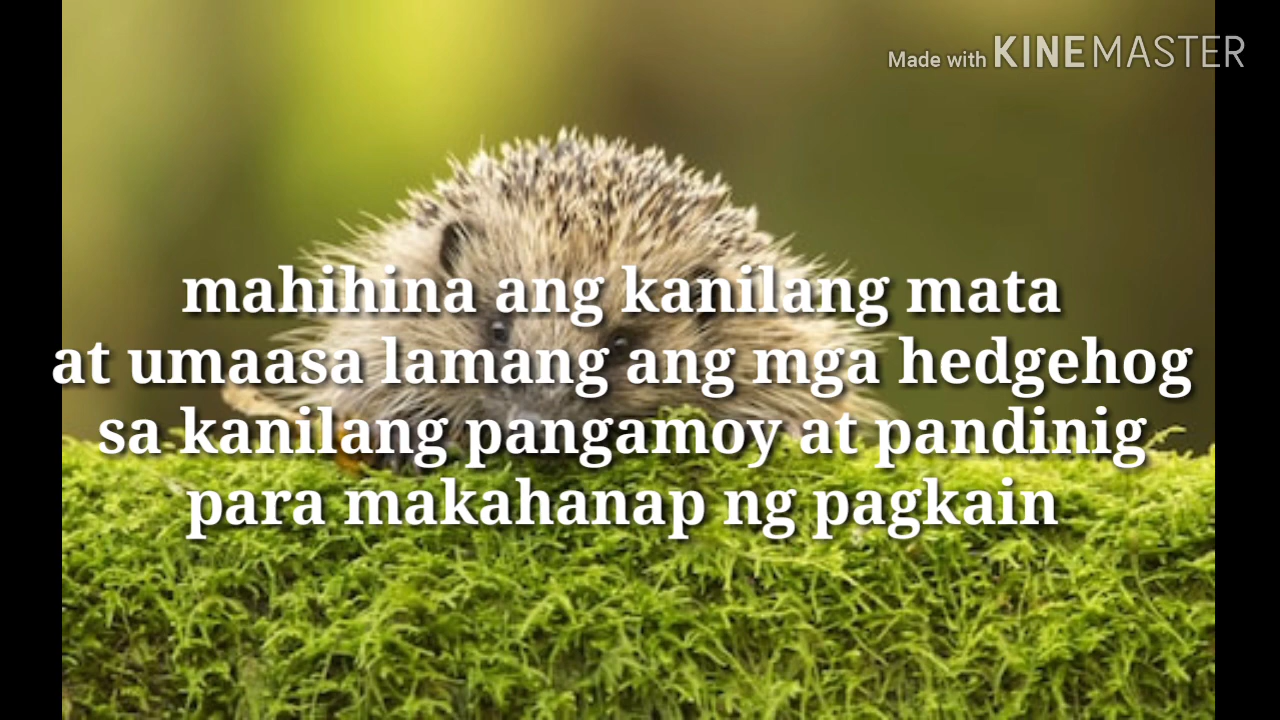 Made with KINEMASTER
mahihina ang kanilang mata
at umaasa lamang ang mga hedgehog
sa kanilang pangamoy at pandinig
para makahanap ng pagkain